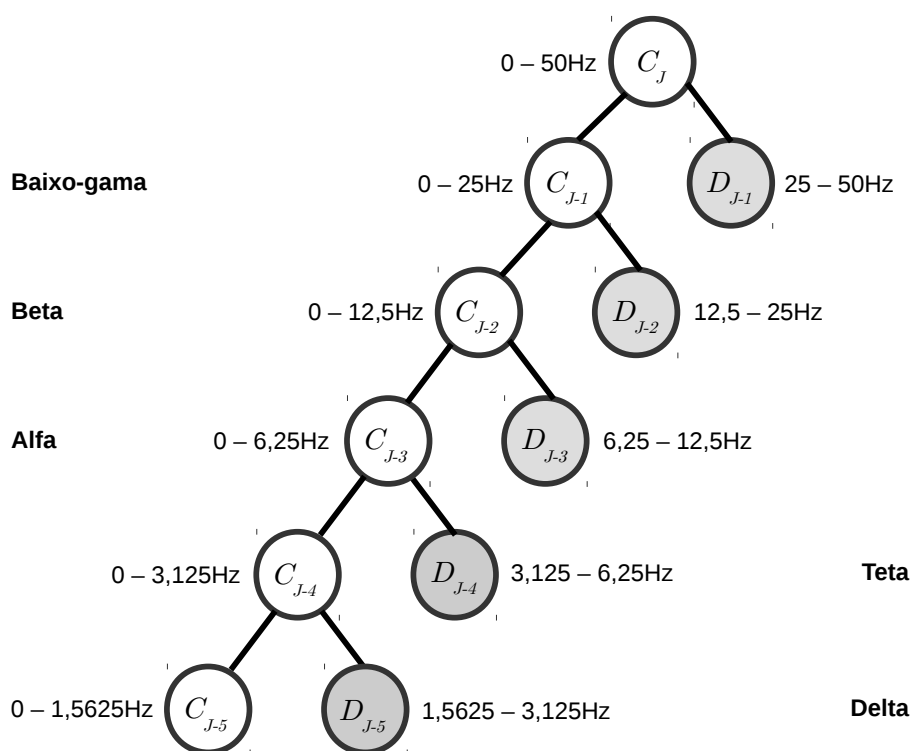 0 – 50Hz C_J
Baixo-gama 0 – 25Hz C_J-1 D_J-1 25 – 50Hz
Beta 0 – 12,5Hz C_J-2 D_J-2 12,5 – 25Hz
Alfa 0 – 6,25Hz C_J-3 D_J-3 6,25 – 12,5Hz
0 – 3,125Hz C_J-4 D_J-4 3,125 – 6,25Hz Teta
0 – 1,5625Hz C_J-5 D_J-5 1,5625 – 3,125Hz Delta